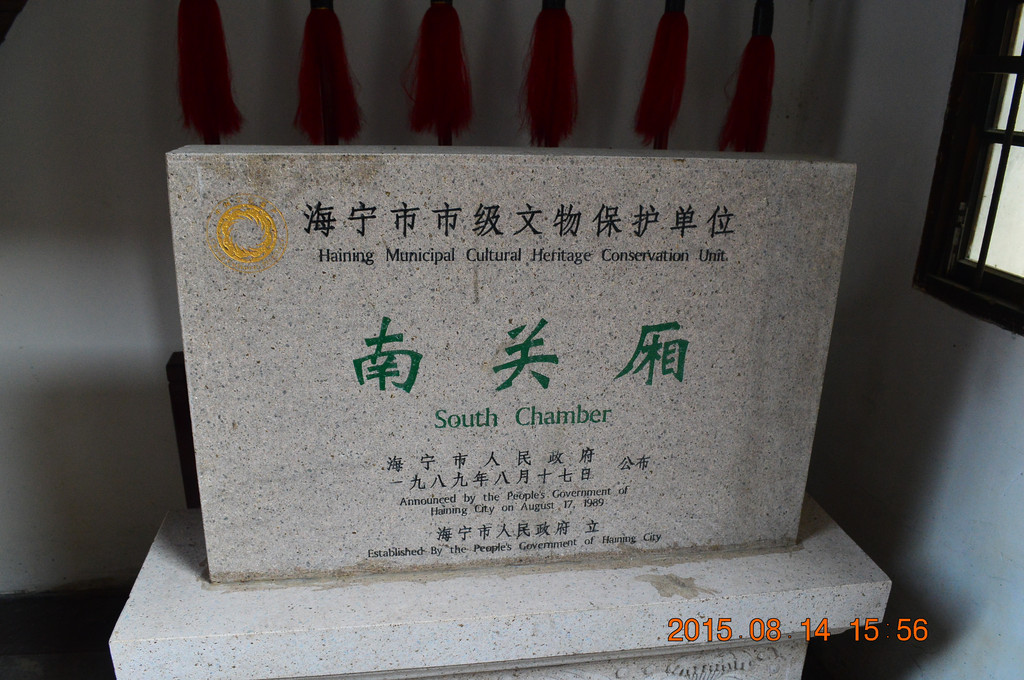 海宁市市级文物保护单位
Haining Municipal Cultural Heritage Conservation Unit.
南关厢
South Chamber
海宁市人民政府
一九八九年八月十七日 公布
Announced by the People's Government of
Haining City on August 17, 1989
海宁市人民政府 立
Established By the People's Government of Haining City
2015.08.14 15:56